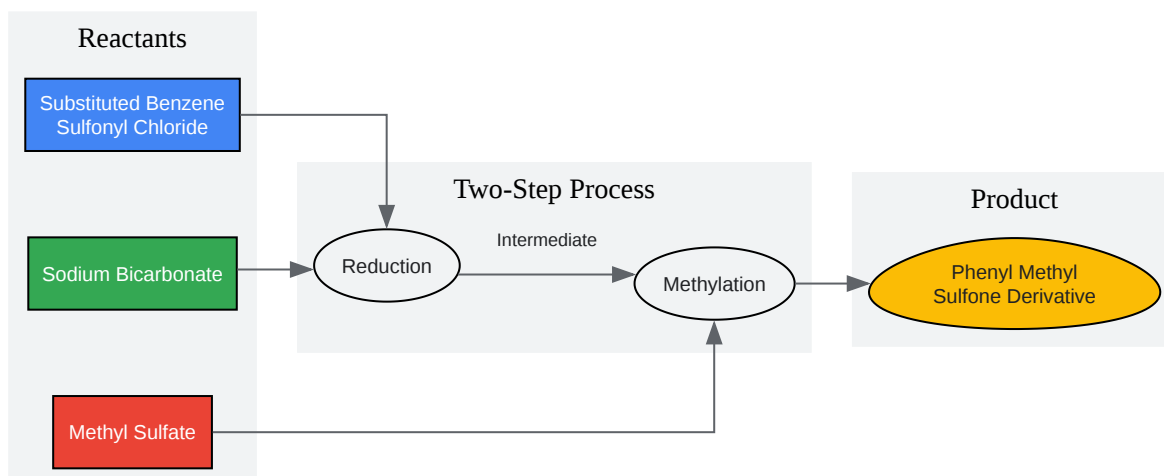 Reactants
Substituted Benzene
Sulfonyl Chloride
Two-Step Process
Product
Sodium Bicarbonate
Reduction
Intermediate
Methylation
Phenyl Methyl
Sulfone Derivative
Methyl Sulfate